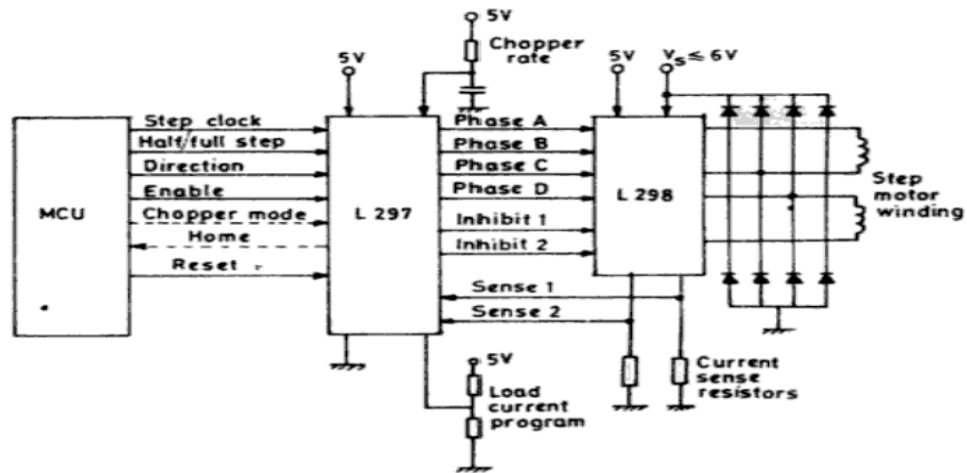 5V
Chopper
rate
5V
5V
Vs ≤ 6V
MCU
Step clock
Half/full step
Direction
Enable
Chopper mode
Home
Reset
L 297
Phase A
Phase B
Phase C
Phase D
Inhibit 1
Inhibit 2
Sense 1
Sense 2
L 298
Step
motor
winding
5V
Load
current
program
Current
sense
resistors